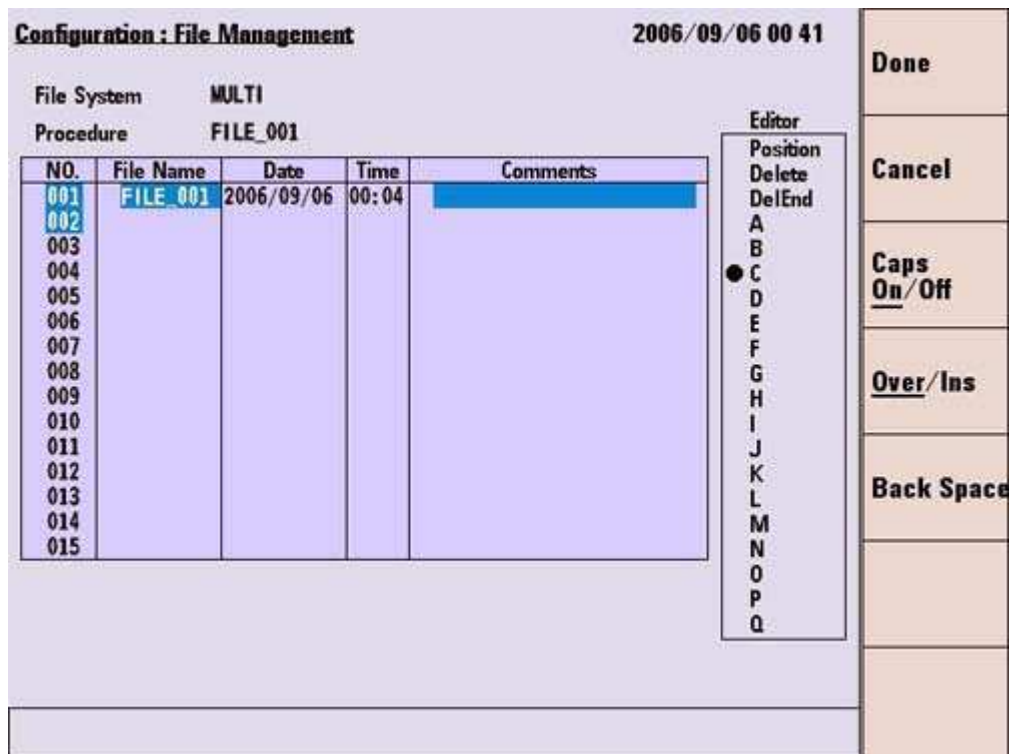 Configuration : File Management
2006/09/06 00 41
File System MULTI
Procedure FILE_001
NO. File Name Date Time Comments
001 FILE_001 2006/09/06 00:04
002
003
004
005
006
007
008
009
010
011
012
013
014
015
Editor
Position
Delete
DelEnd
A
B
C
D
E
F
G
H
I
J
K
L
M
N
O
P
Q
Done
Cancel
Caps
On/Off
Over/Ins
Back Space